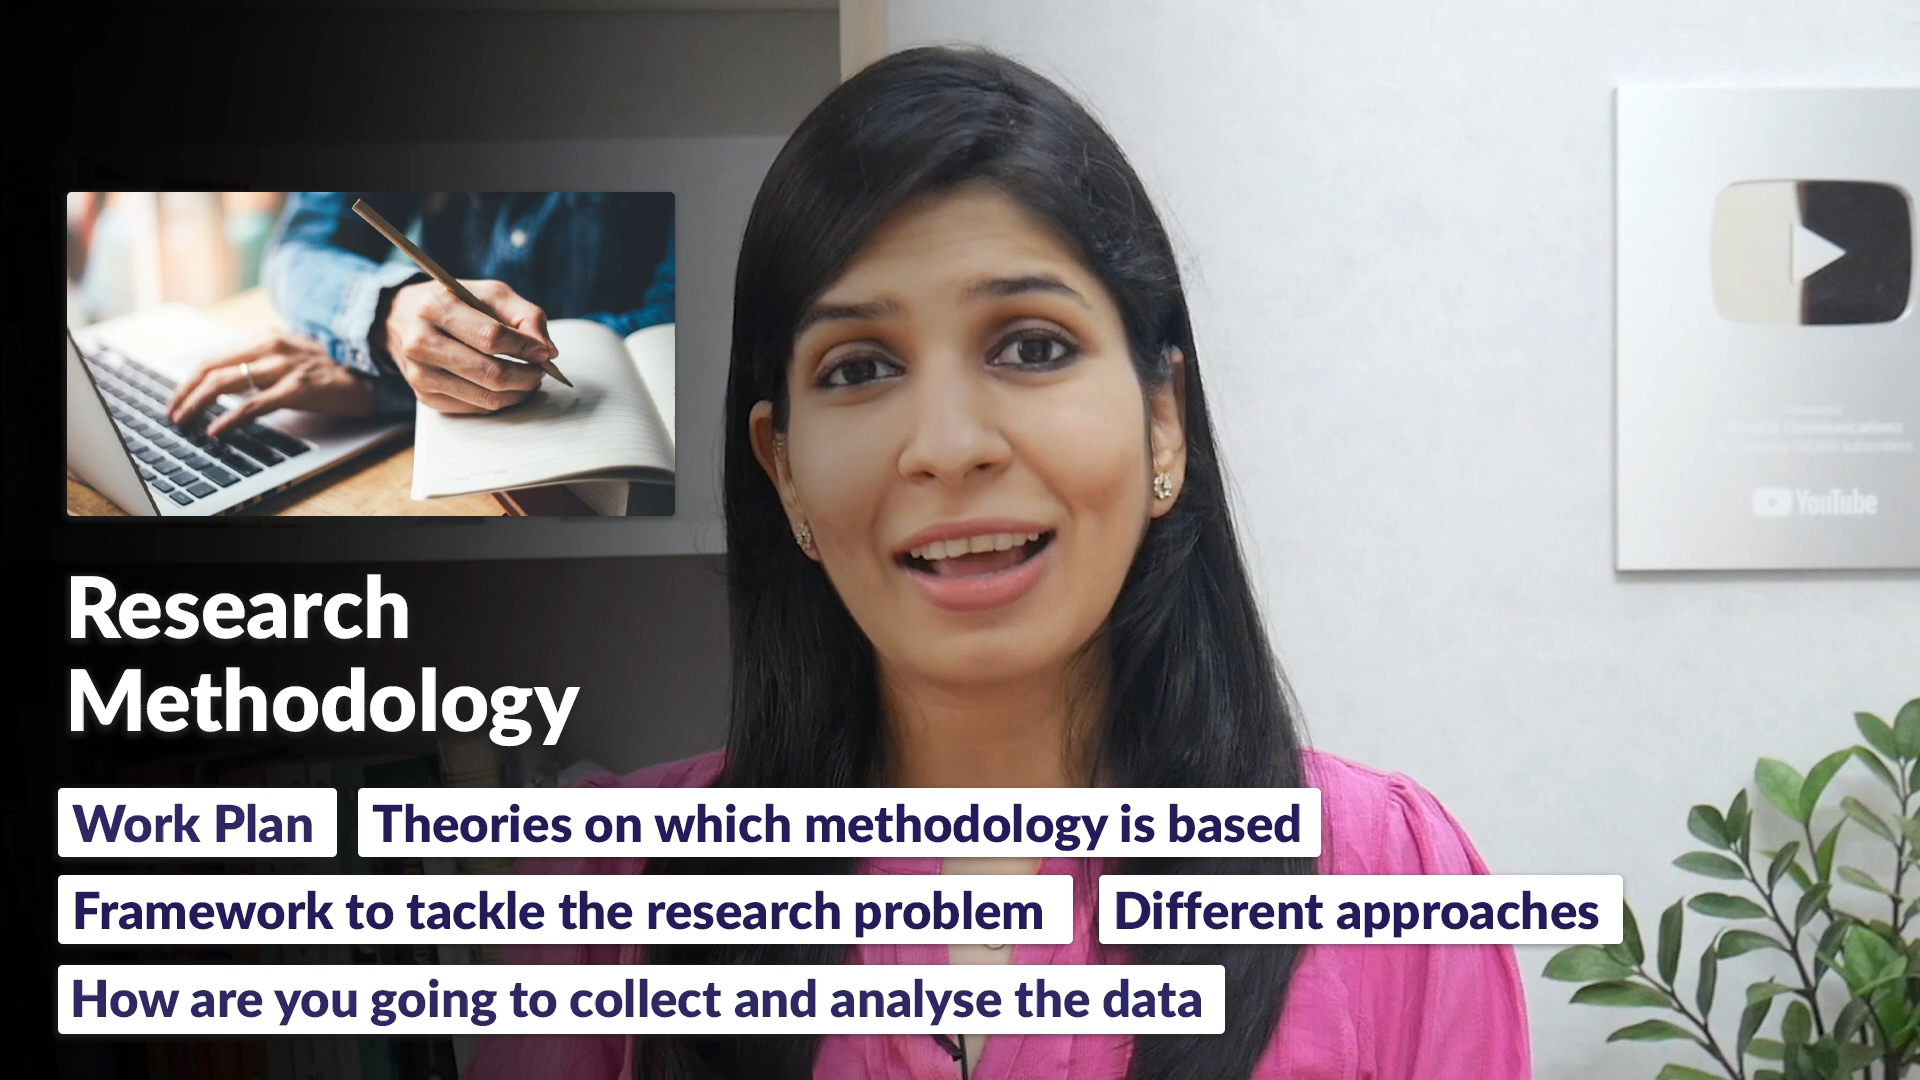 Research
Methodology
Work Plan
Theories on which methodology is based
Framework to tackle the research problem
Different approaches
How are you going to collect and analyse the data
Communications
YouTube